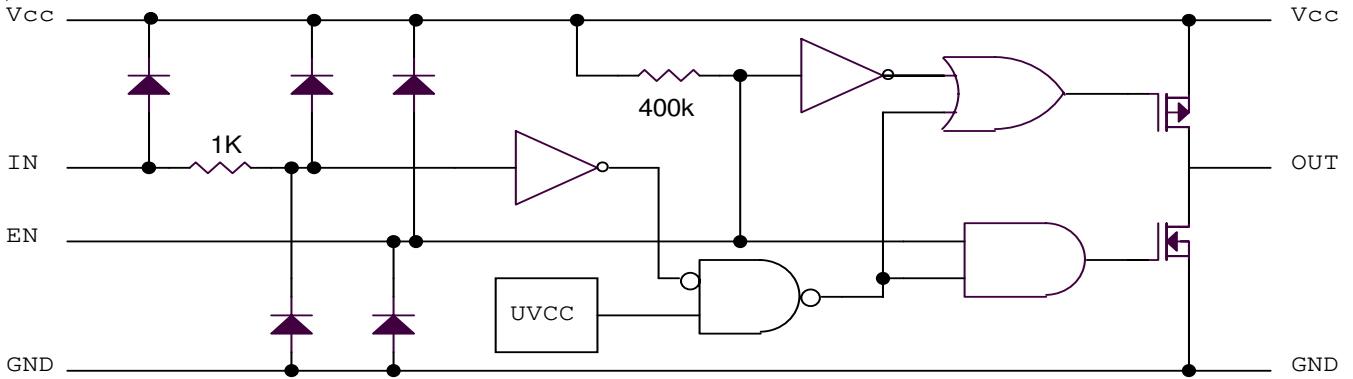 Vcc
Vcc
400k
1K
IN
OUT
EN
UVCC
GND
GND